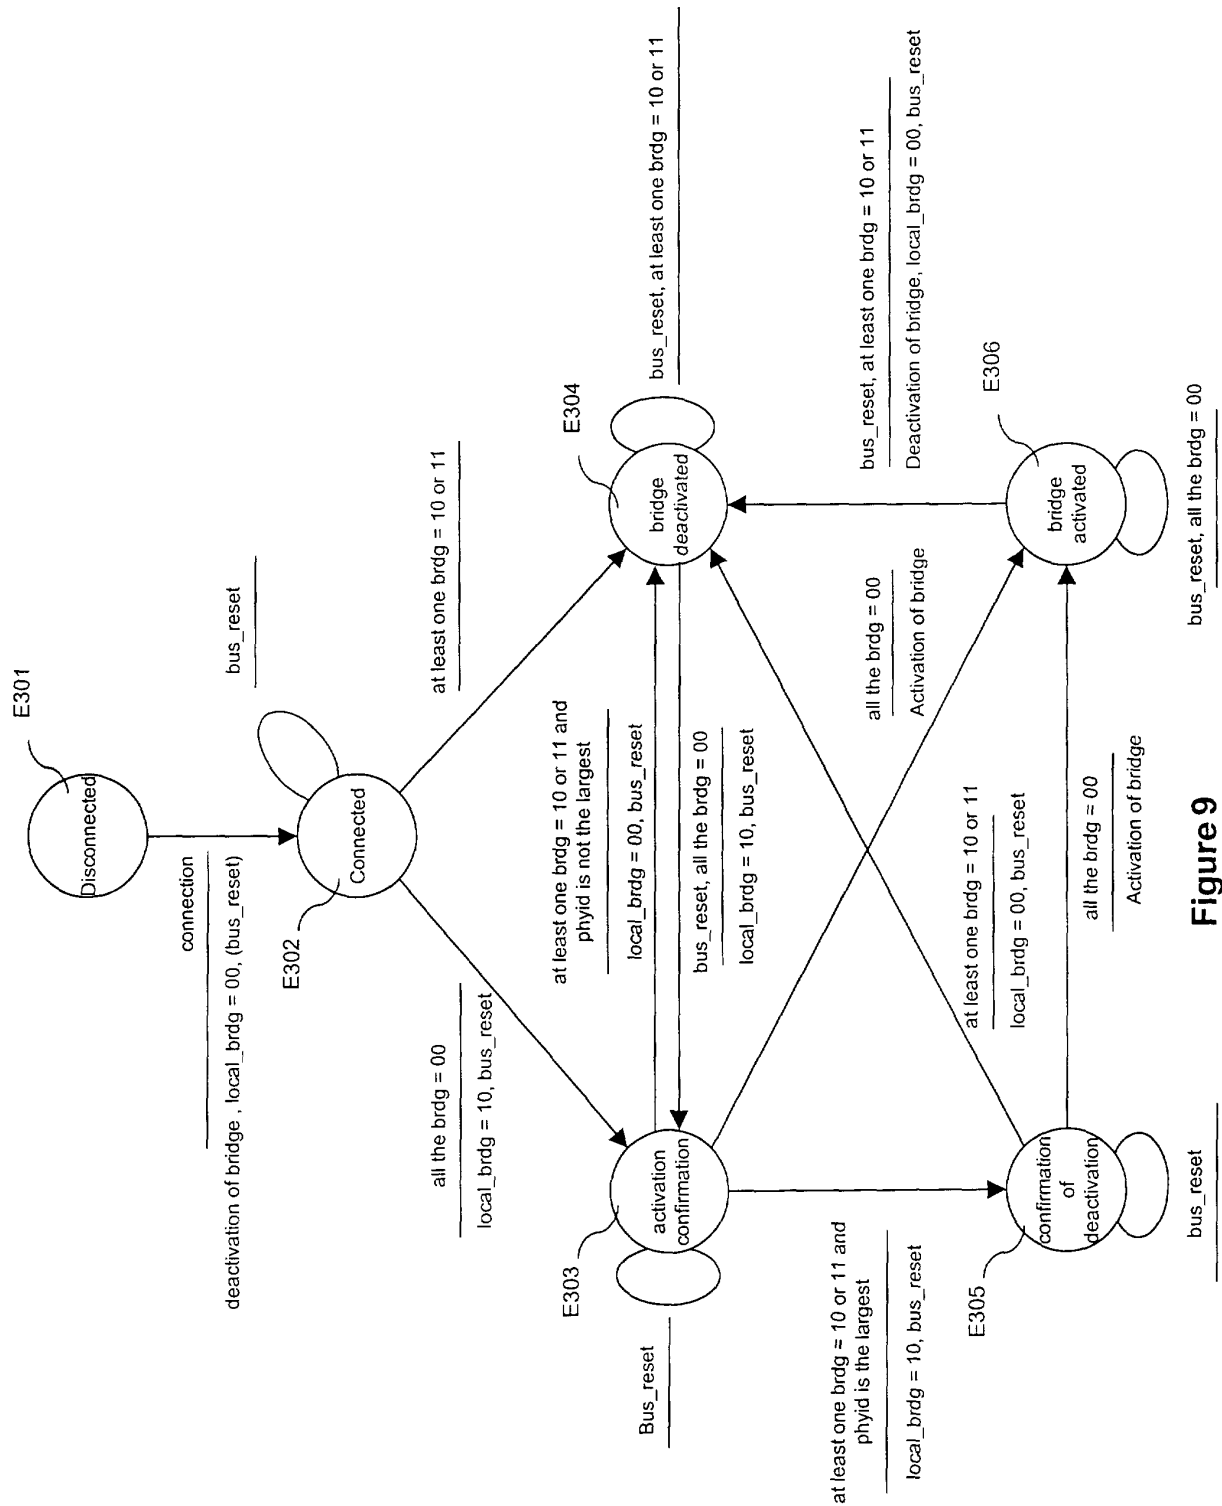 E301
Disconnected
connection
deactivation of bridge , local_brdg = 00, (bus_reset)
bus_reset
E302
Connected
all the brdg = 00
local_brdg = 10, bus_reset
at least one brdg = 10 or 11
E303
activation
confirmation
Bus_reset
at least one brdg = 10 or 11 and
phyid is not the largest
local_brdg = 00, bus_reset
bus_reset, all the brdg = 00
local_brdg = 10, bus_reset
E304
bridge
deactivated
bus_reset, at least one brdg = 10 or 11
at least one brdg = 10 or 11 and
phyid is the largest
local_brdg = 10, bus_reset
all the brdg = 00
Activation of bridge
bus_reset, at least one brdg = 10 or 11
Deactivation of bridge, local_brdg = 00, bus_reset
at least one brdg = 10 or 11
local_brdg = 00, bus_reset
E305
confirmation
of
deactivation
bus_reset
all the brdg = 00
Activation of bridge
E306
bridge
activated
bus_reset, all the brdg = 00
Figure 9